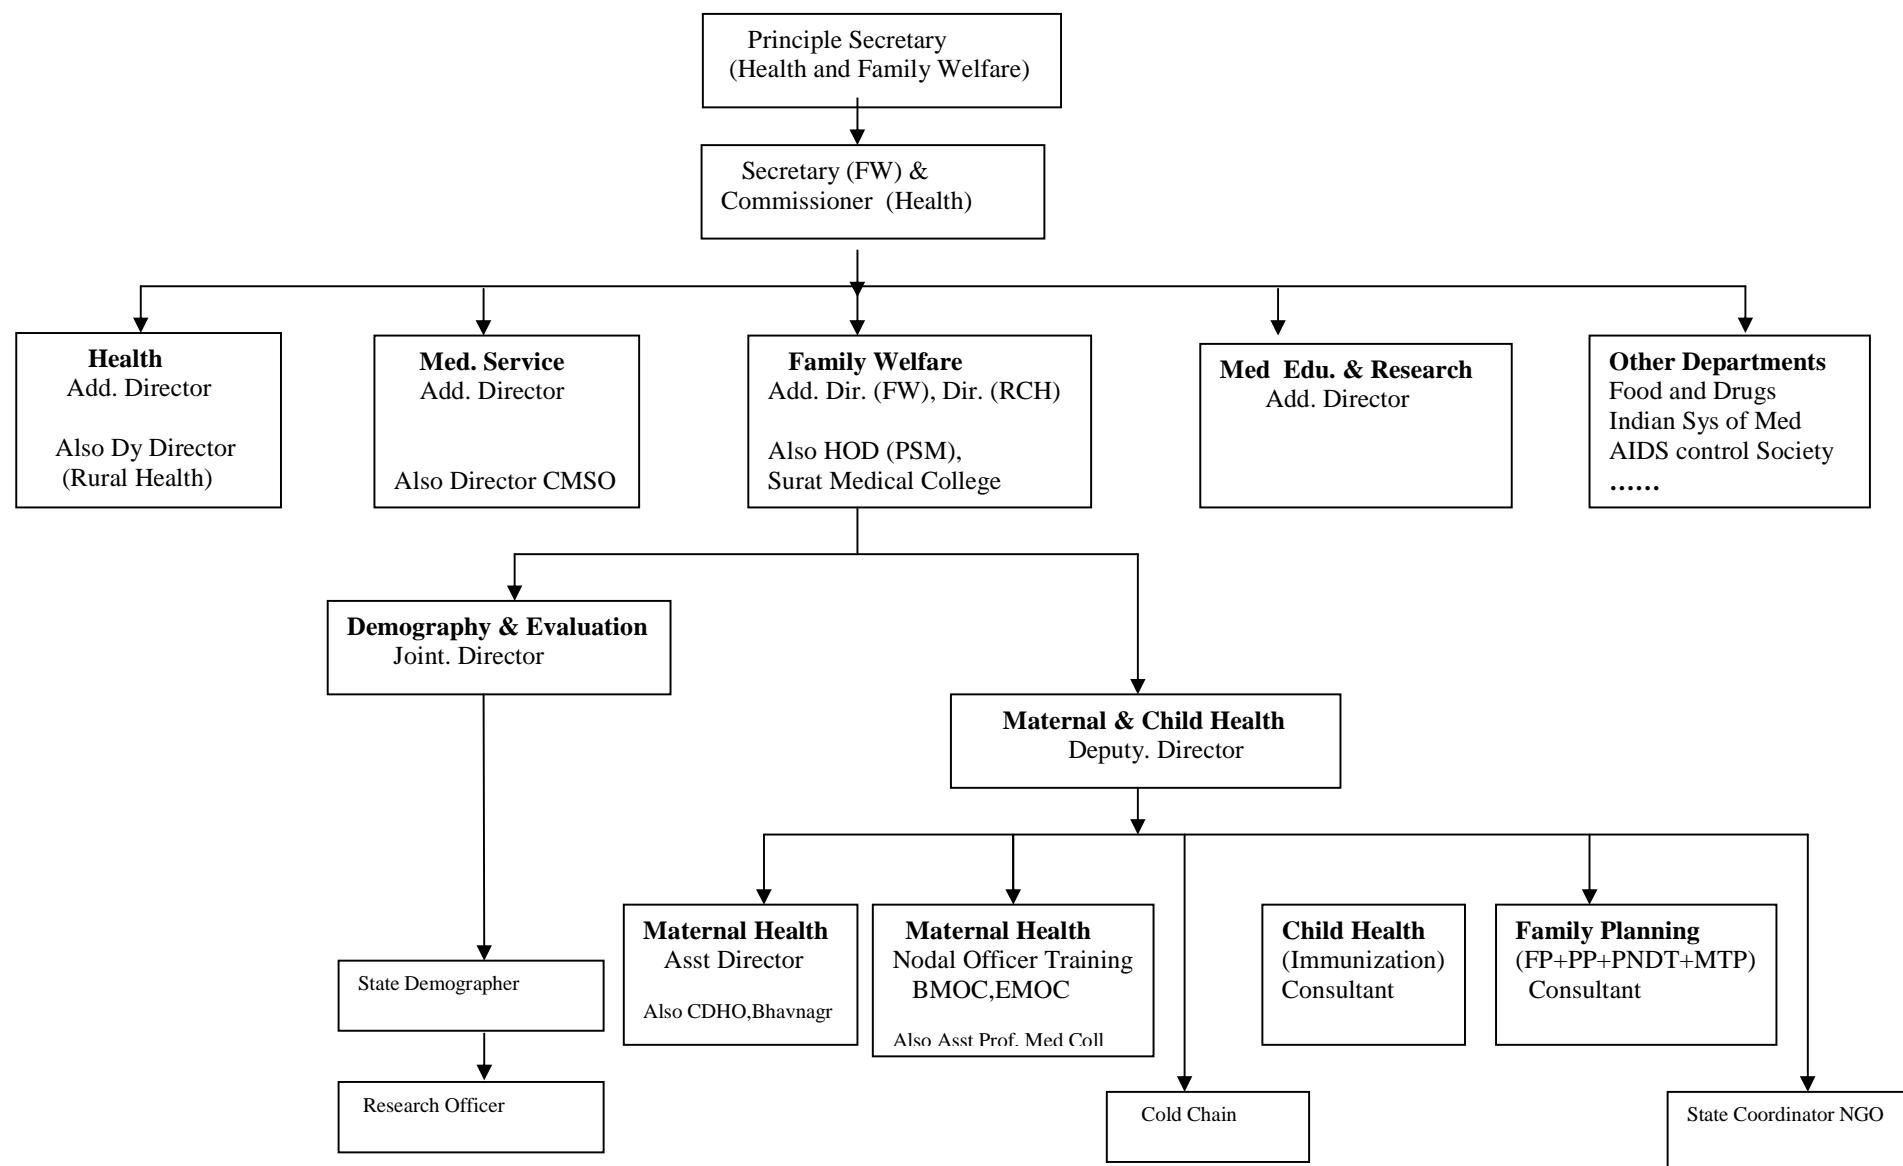 Principle Secretary
(Health and Family Welfare)
Secretary (FW) &
Commissioner (Health)
Health
Add. Director
Also Dy Director
(Rural Health)
Med. Service
Add. Director
Also Director CMSO
Family Welfare
Add. Dir. (FW), Dir. (RCH)
Also HOD (PSM),
Surat Medical College
Med Edu. & Research
Add. Director
Other Departments
Food and Drugs
Indian Sys of Med
AIDS control Society
......
Demography & Evaluation
Joint. Director
Maternal & Child Health
Deputy. Director
State Demographer
Research Officer
Maternal Health
Asst Director
Also CDHO,Bhavnagr
Maternal Health
Nodal Officer Training
BMOC,EMOC
Also Asst Prof. Med Coll
Cold Chain
Child Health
(Immunization)
Consultant
Family Planning
(FP+PP+PNDT+MTP)
Consultant
State Coordinator NGO